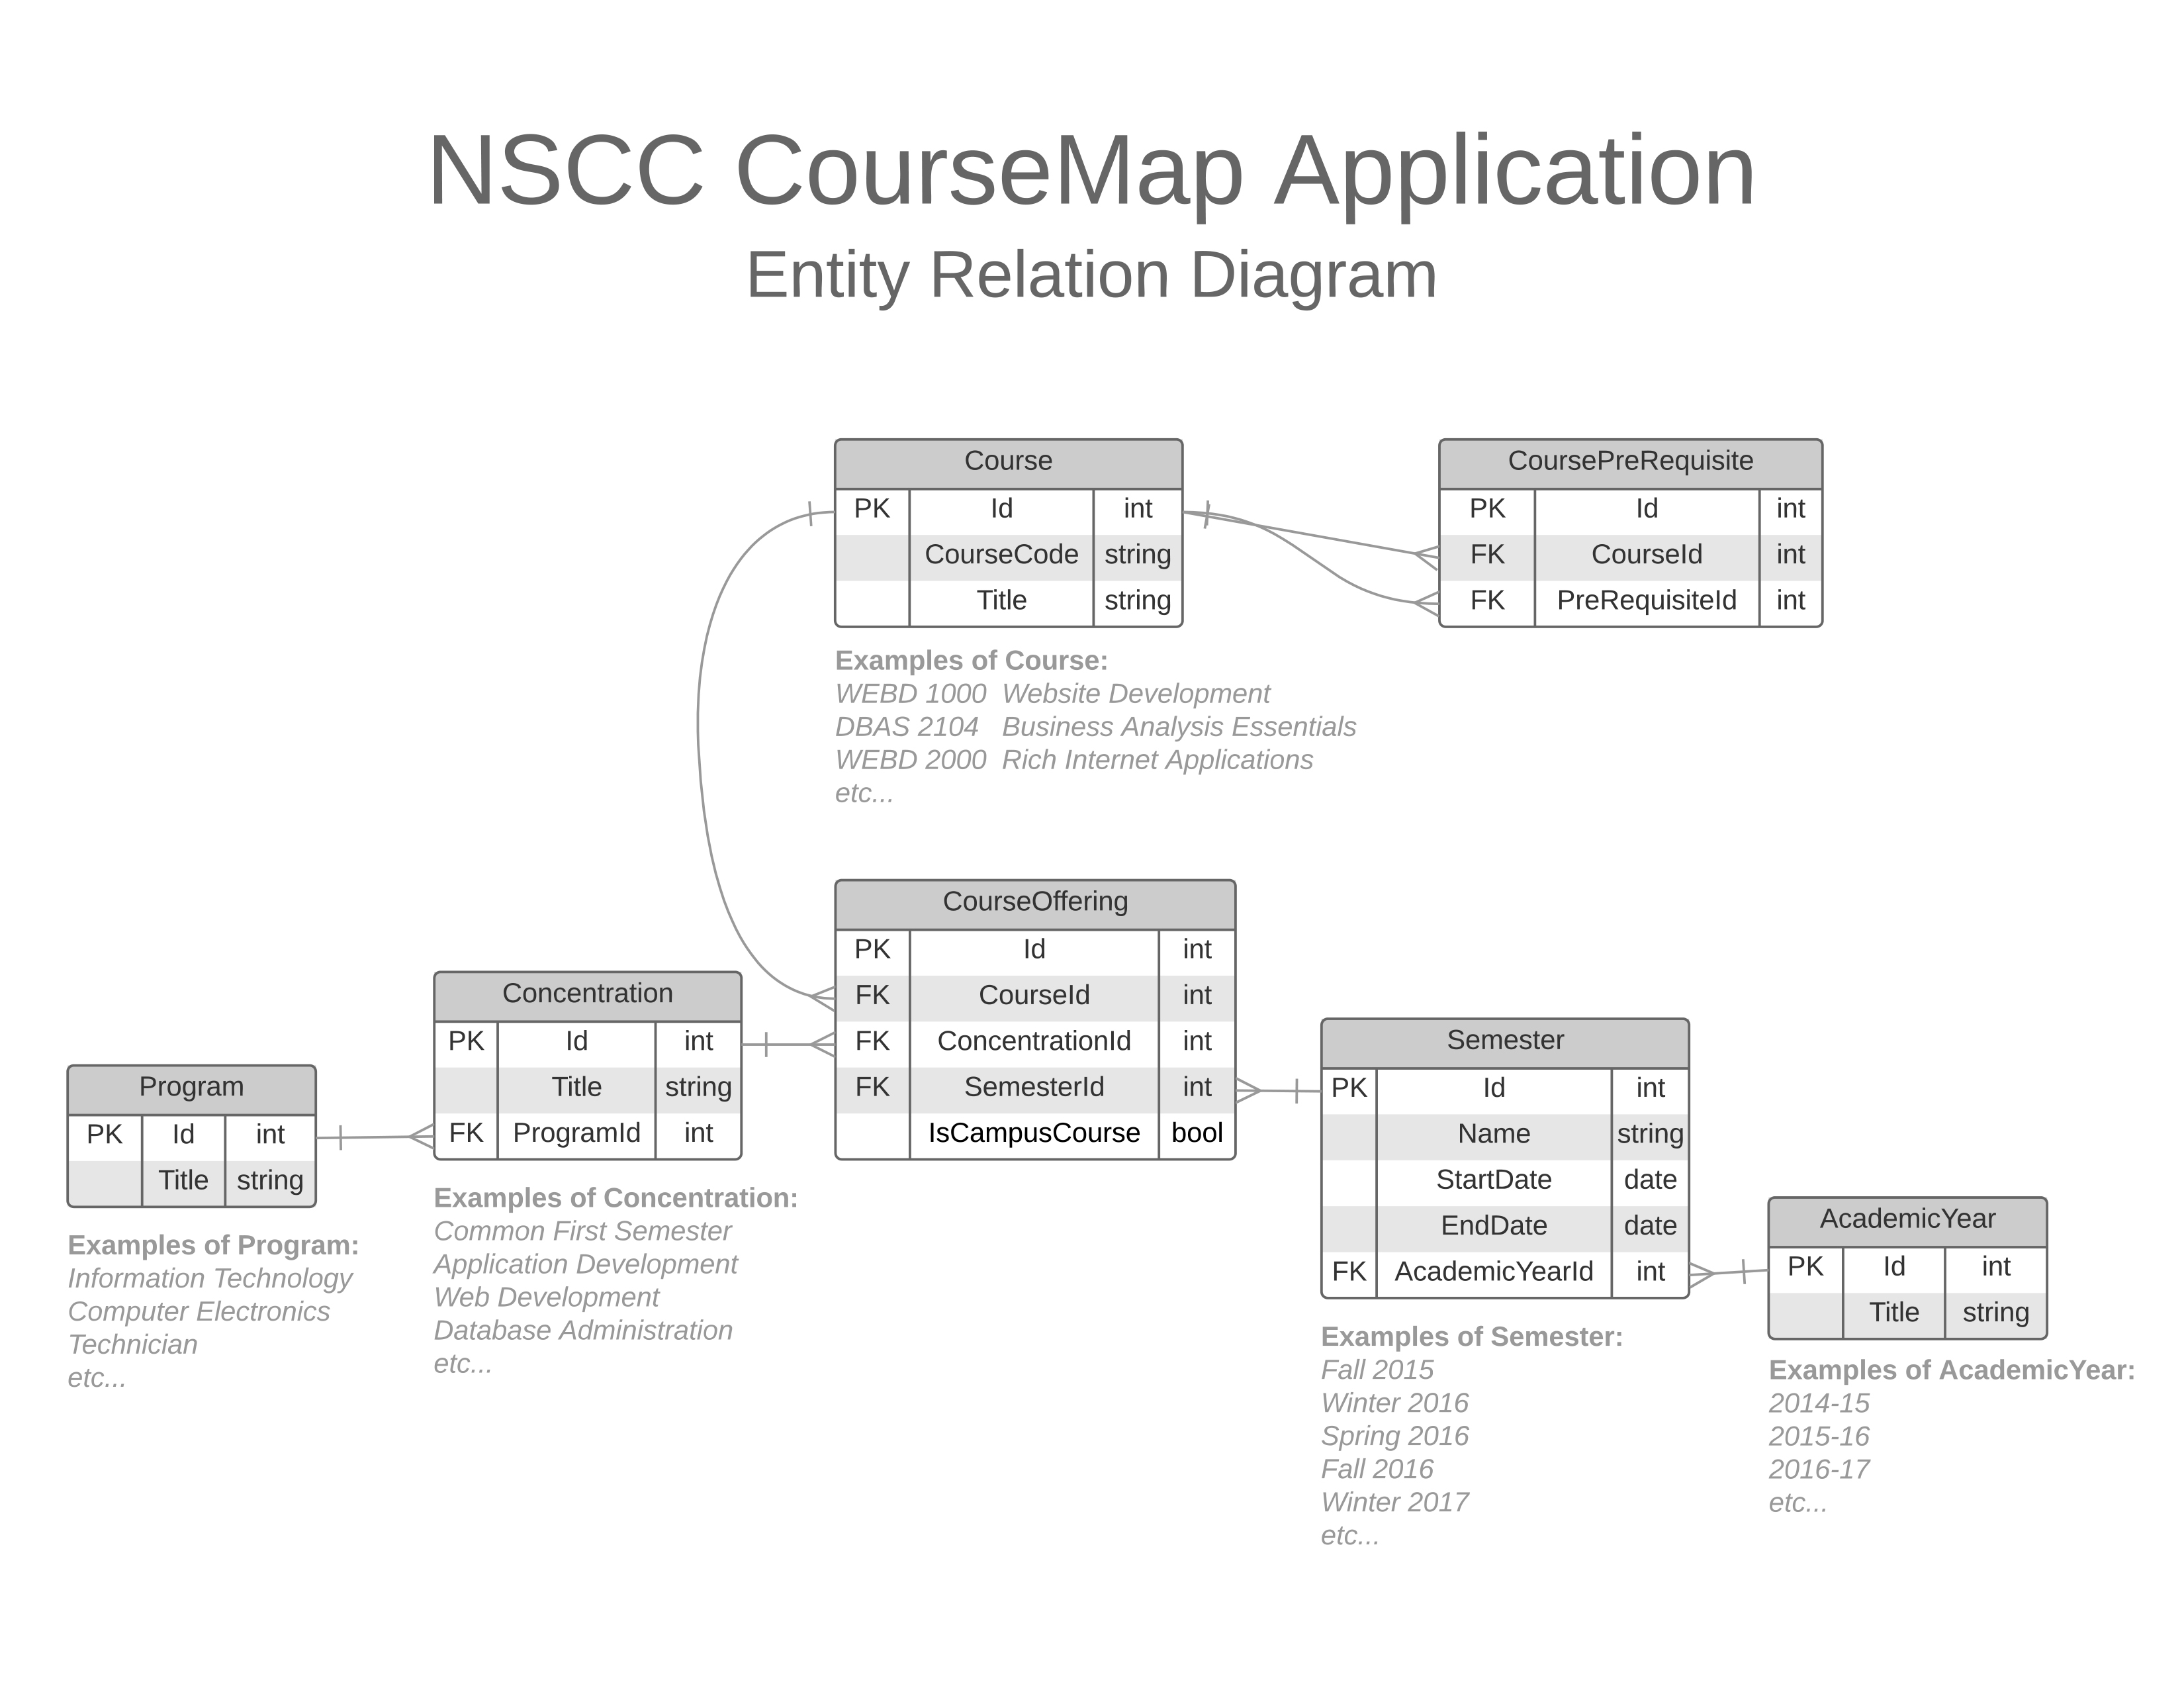 NSCC CourseMap Application
Entity Relation Diagram
Course
PK Id int
CourseCode string
Title string
CoursePreRequisite
PK Id int
FK CourseId int
FK PreRequisiteId int
Examples of Course:
WEBD 1000 Website Development
DBAS 2104 Business Analysis Essentials
WEBD 2000 Rich Internet Applications
etc...
CourseOffering
PK Id int
FK CourseId int
FK ConcentrationId int
FK SemesterId int
IsCampusCourse bool
Concentration
PK Id int
Title string
FK ProgramId int
Examples of Concentration:
Common First Semester
Application Development
Web Development
Database Administration
etc...
Program
PK Id int
Title string
Examples of Program:
Information Technology
Computer Electronics
Technician
etc...
Semester
PK Id int
Name string
StartDate date
EndDate date
FK AcademicYearId int
Examples of Semester:
Fall 2015
Winter 2016
Spring 2016
Fall 2016
Winter 2017
etc...
AcademicYear
PK Id int
Title string
Examples of AcademicYear:
2014-15
2015-16
2016-17
etc...